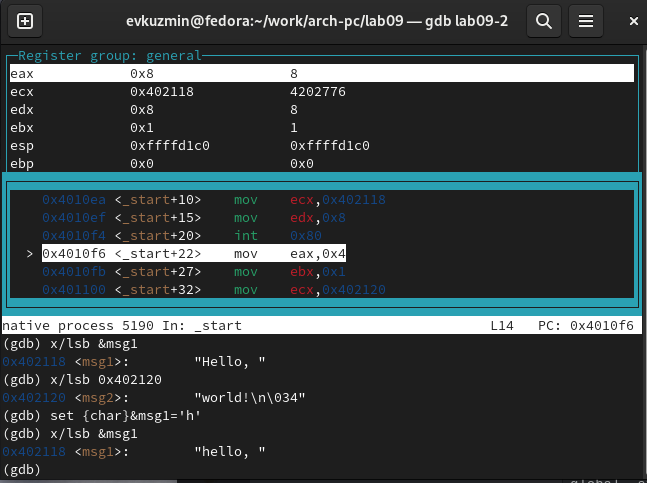 evkuzmin@fedora:~/work/arch-pc/lab09 — gdb lab09-2
Register group: general
eax 0x8 8
ecx 0x402118 4202776
edx 0x8 8
ebx 0x1 1
esp 0xffffd1c0 0xffffd1c0
ebp 0x0 0x0
0x4010ea <_start+10> mov ecx,0x402118
0x4010ef <_start+15> mov edx,0x8
0x4010f4 <_start+20> int 0x80
> 0x4010f6 <_start+22> mov eax,0x4
0x4010fb <_start+27> mov ebx,0x1
0x401100 <_start+32> mov ecx,0x402120
native process 5190 In: _start L14 PC: 0x4010f6
(gdb) x/lsb &msg1
0x402118 <msg1>: "Hello, "
(gdb) x/lsb 0x402120
0x402120 <msg2>: "world!\n\034"
(gdb) set {char}&msg1='h'
(gdb) x/lsb &msg1
0x402118 <msg1>: "hello, "
(gdb)